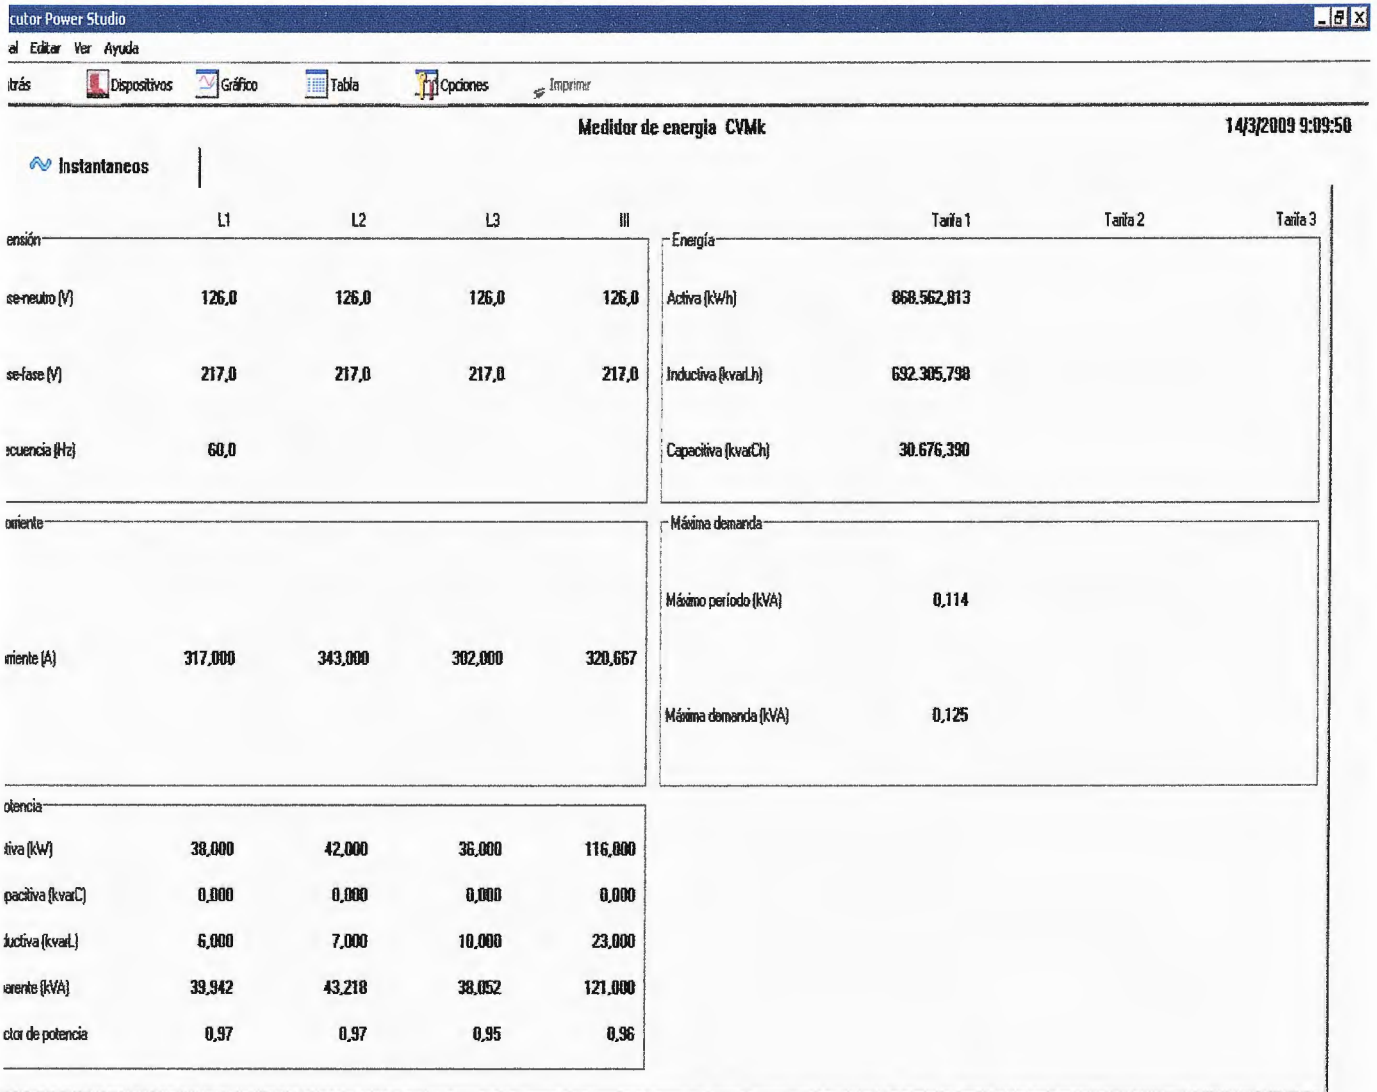 cutor Power Studio
al Editar Ver Ayuda
trás Dispositivos Gráfico Tabla Opciones Imprimir
Medidor de energia CVMk 14/3/2009 9:09:50
Instantaneos
L1 L2 L3 III Tarifa 1 Tarifa 2 Tarifa 3
ensión Energía
se-neutro (V) 126,0 126,0 126,0 126,0 Activa (kWh) 868.562,813
se-fase (V) 217,0 217,0 217,0 217,0 Inductiva (kvarLh) 692.305,798
ecuencia (Hz) 60,0 Capacitiva (kvarCh) 30.676,390
orriente Máxima demanda
Máximo período (kVA) 0,114
rriente (A) 317,000 343,000 302,000 320,667
Máxima demanda (kVA) 0,125
otencia
tiva (kW) 38,000 42,000 36,000 116,000
pacitiva (kvarC) 0,000 0,000 0,000 0,000
ductiva (kvarL) 6,000 7,000 10,000 23,000
arente (kVA) 39,942 43,218 38,052 121,000
ctor de potencia 0,97 0,97 0,95 0,96